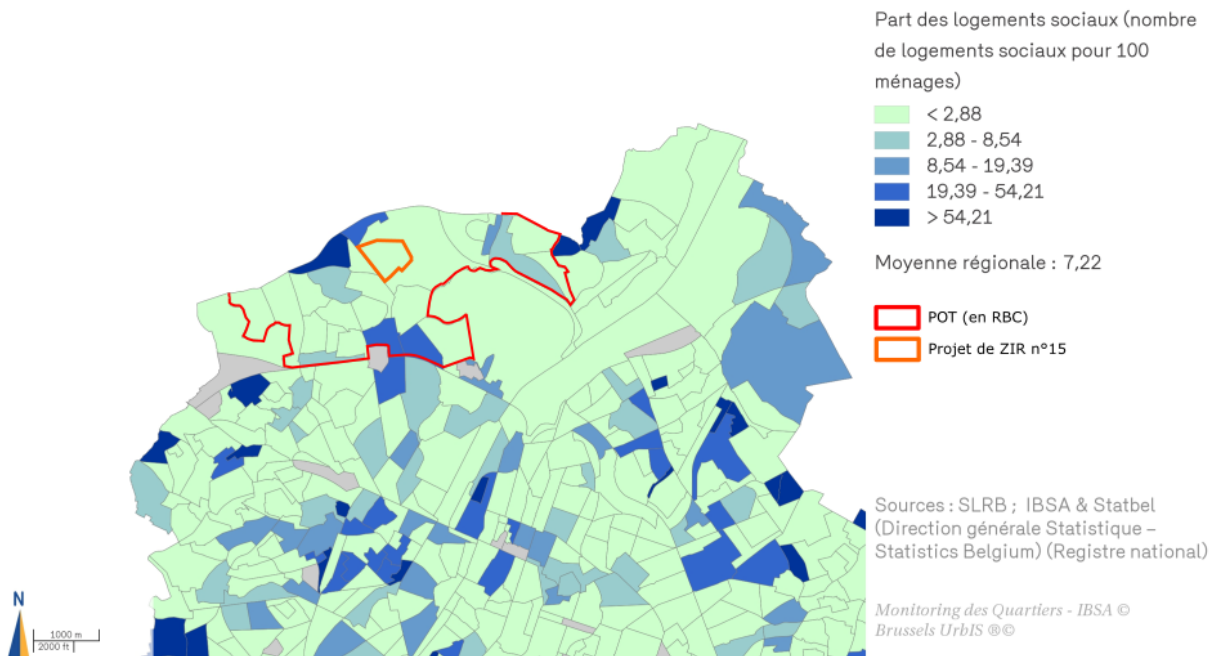 Part des logements sociaux (nombre
de logements sociaux pour 100
ménages)
< 2,88
2,88 - 8,54
8,54 - 19,39
19,39 - 54,21
> 54,21
Moyenne régionale : 7,22
POT (en RBC)
Projet de ZIR n°15
Sources : SLRB ; IBSA & Statbel
(Direction générale Statistique –
Statistics Belgium) (Registre national)
Monitoring des Quartiers - IBSA ©
Brussels UrbIS ®©
N
1000 m
2000 ft